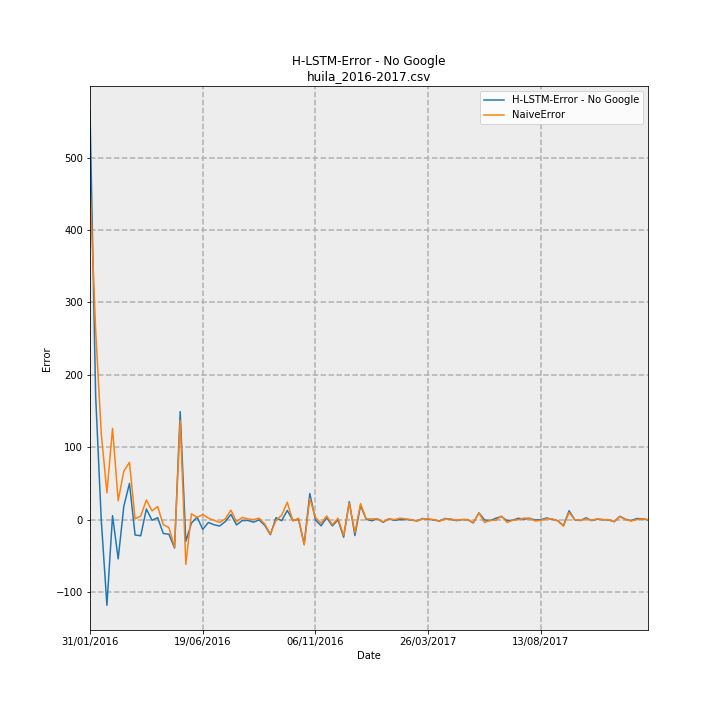 H-LSTM-Error - No Google
huila_2016-2017.csv
H-LSTM-Error - No Google
NaiveError
Error
500
400
300
200
100
0
−100
31/01/2016
19/06/2016
06/11/2016
26/03/2017
13/08/2017
Date